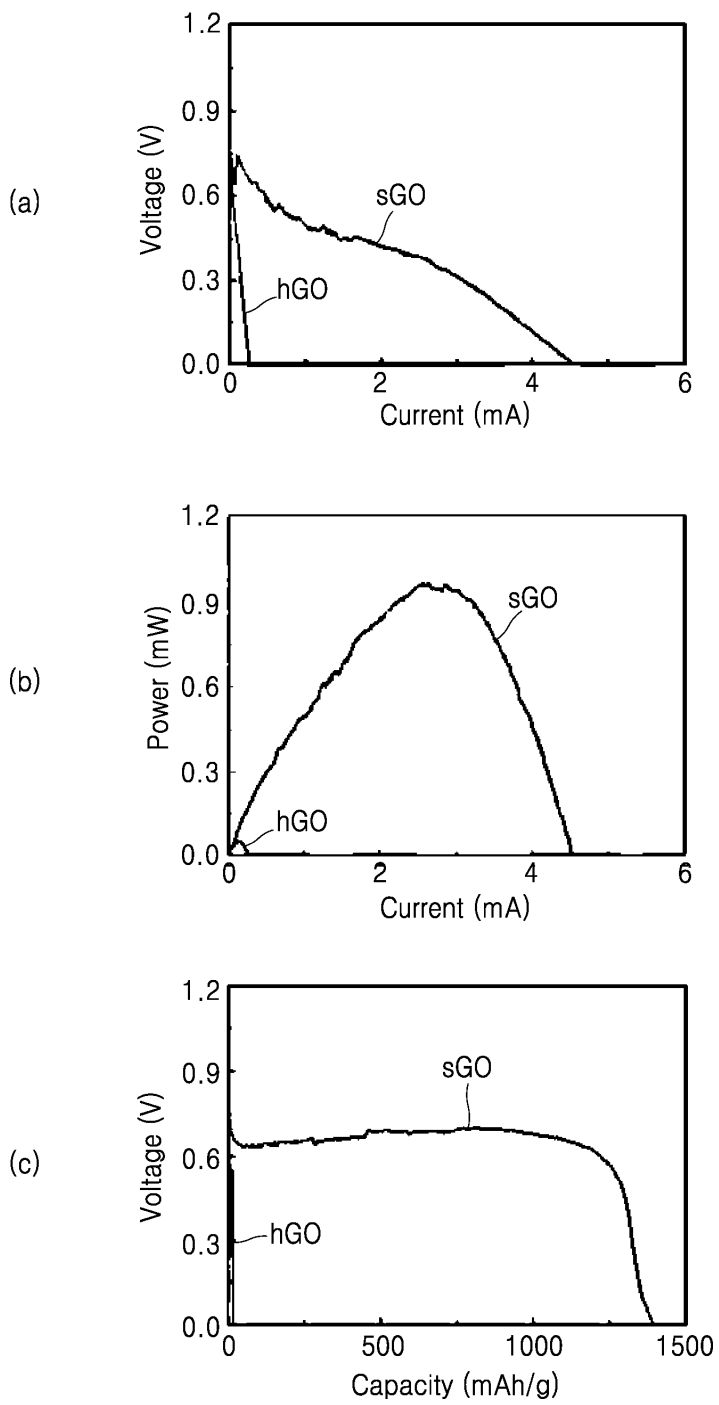 (a)
Voltage (V)
1.2
0.9
0.6
0.3
0.0
sGO
hGO
0 2 4 6
Current (mA)
(b)
Power (mW)
1.2
0.9
0.6
0.3
0.0
sGO
hGO
0 2 4 6
Current (mA)
(c)
Voltage (V)
1.2
0.9
0.6
0.3
0.0
sGO
hGO
0 500 1000 1500
Capacity (mAh/g)